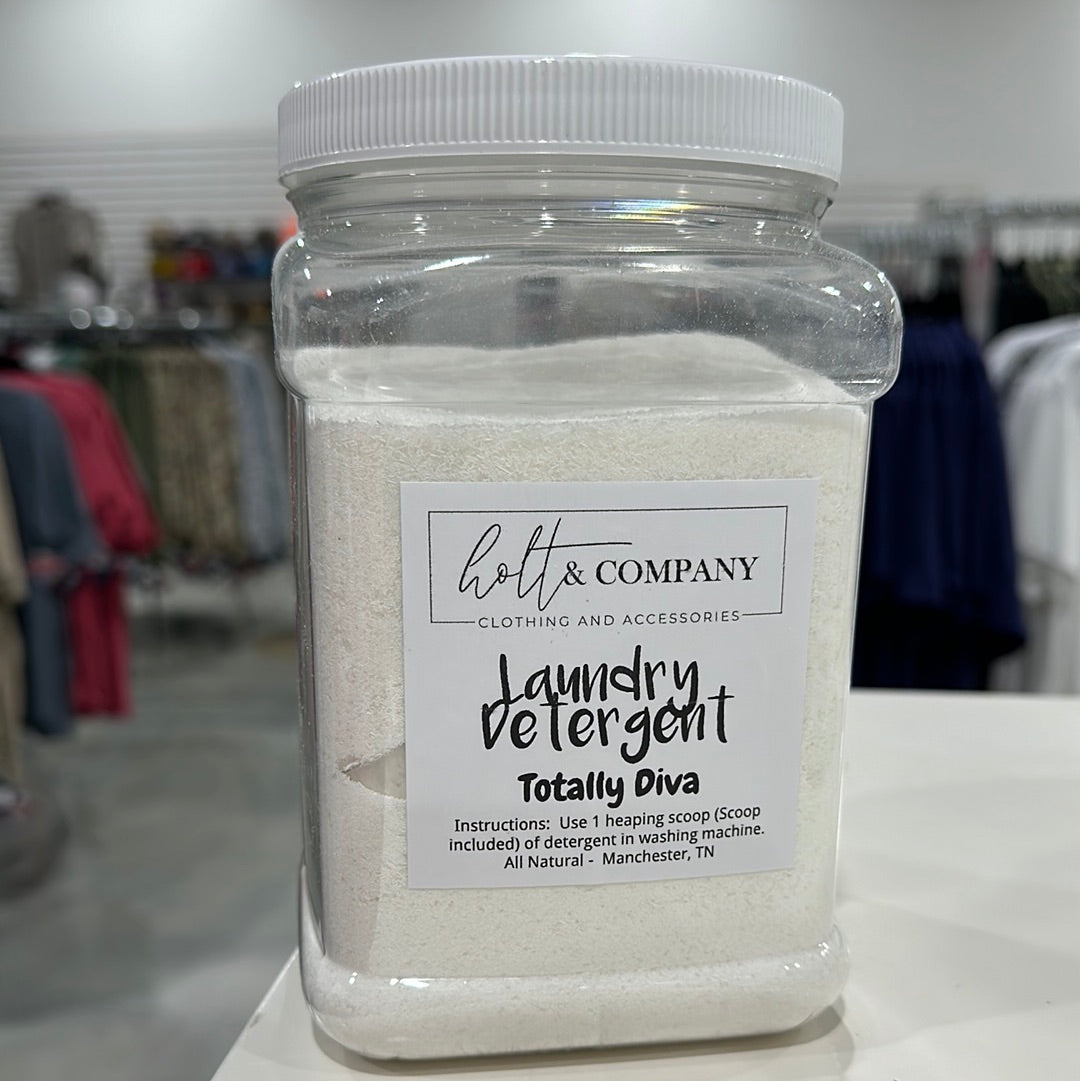 holt & COMPANY
CLOTHING AND ACCESSORIES
Laundry
Detergent
Totally Diva
Instructions: Use 1 heaping scoop (Scoop
included) of detergent in washing machine.
All Natural - Manchester, TN